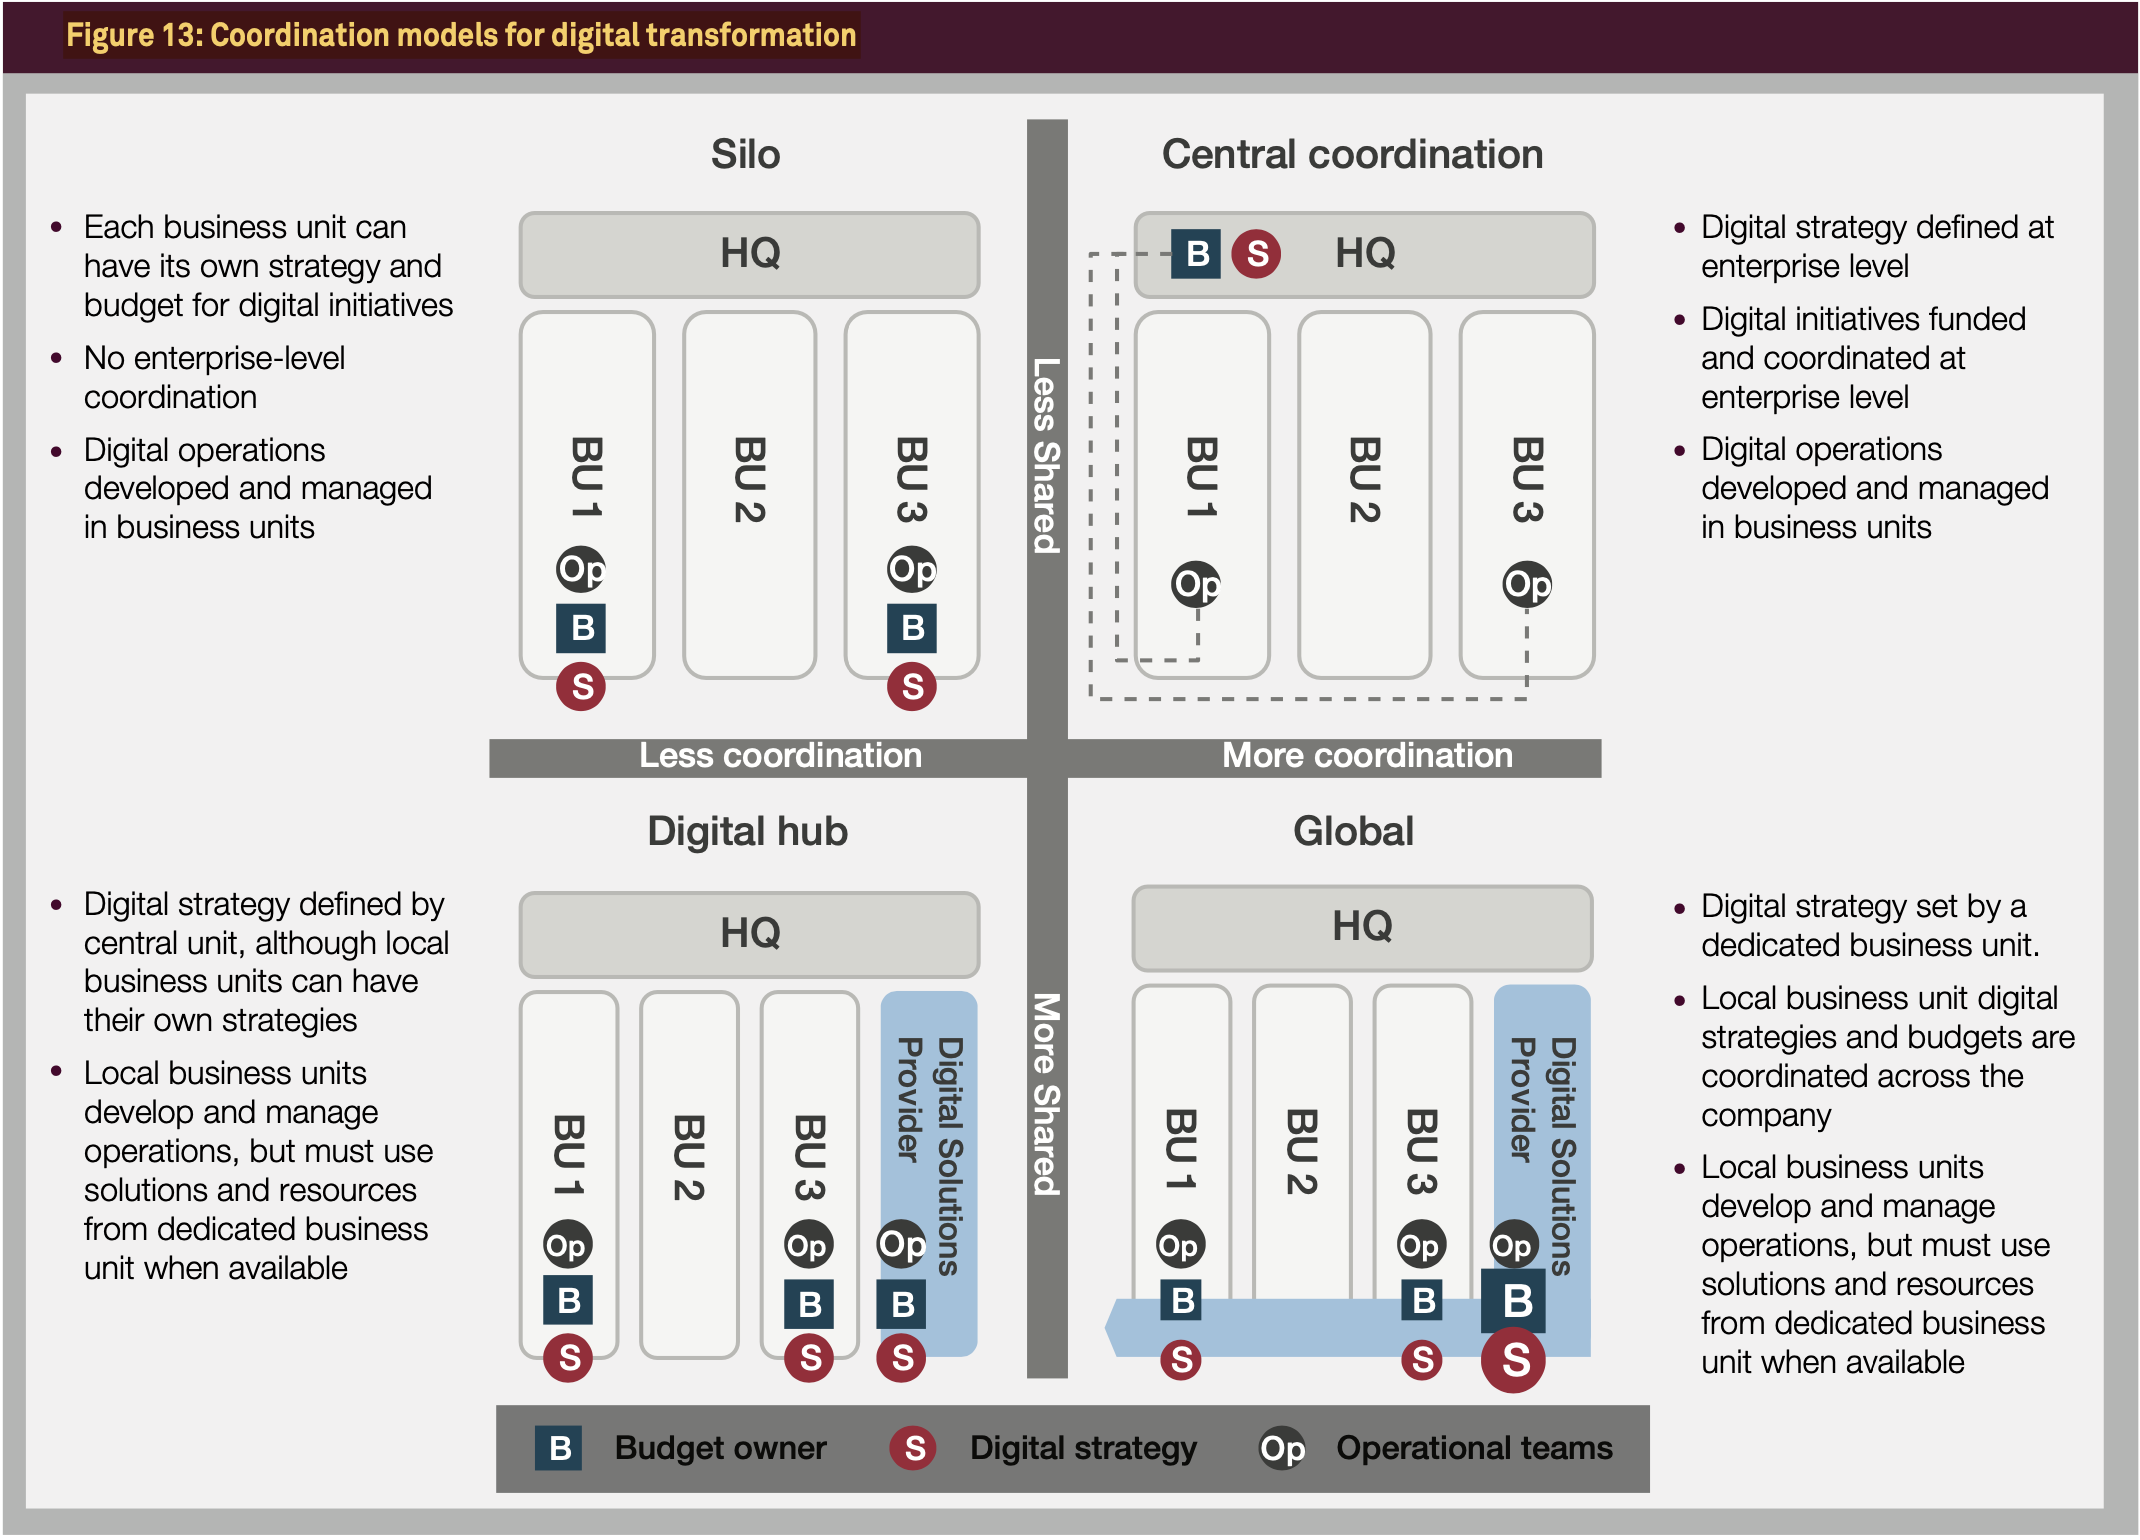 Figure 13: Coordination models for digital transformation
Silo
• Each business unit can
have its own strategy and
budget for digital initiatives
• No enterprise-level
coordination
• Digital operations
developed and managed
in business units
HQ
BU 1
BU 2
BU 3
Op
B
S
Op
B
S
Less Shared
Central coordination
B
S
HQ
BU 1
BU 2
BU 3
Op
Op
• Digital strategy defined at
enterprise level
• Digital initiatives funded
and coordinated at
enterprise level
• Digital operations
developed and managed
in business units
Less coordination
More coordination
Digital hub
• Digital strategy defined by
central unit, although local
business units can have
their own strategies
• Local business units
develop and manage
operations, but must use
solutions and resources
from dedicated business
unit when available
HQ
BU 1
BU 2
BU 3
Digital Solutions
Provider
Op
B
S
Op
B
S
Op
B
S
More Shared
Global
HQ
BU 1
BU 2
BU 3
Digital Solutions
Provider
Op
B
S
Op
B
S
Op
B
S
• Digital strategy set by a
dedicated business unit.
• Local business unit digital
strategies and budgets are
coordinated across the
company
• Local business units
develop and manage
operations, but must use
solutions and resources
from dedicated business
unit when available
B Budget owner
S Digital strategy
Op Operational teams